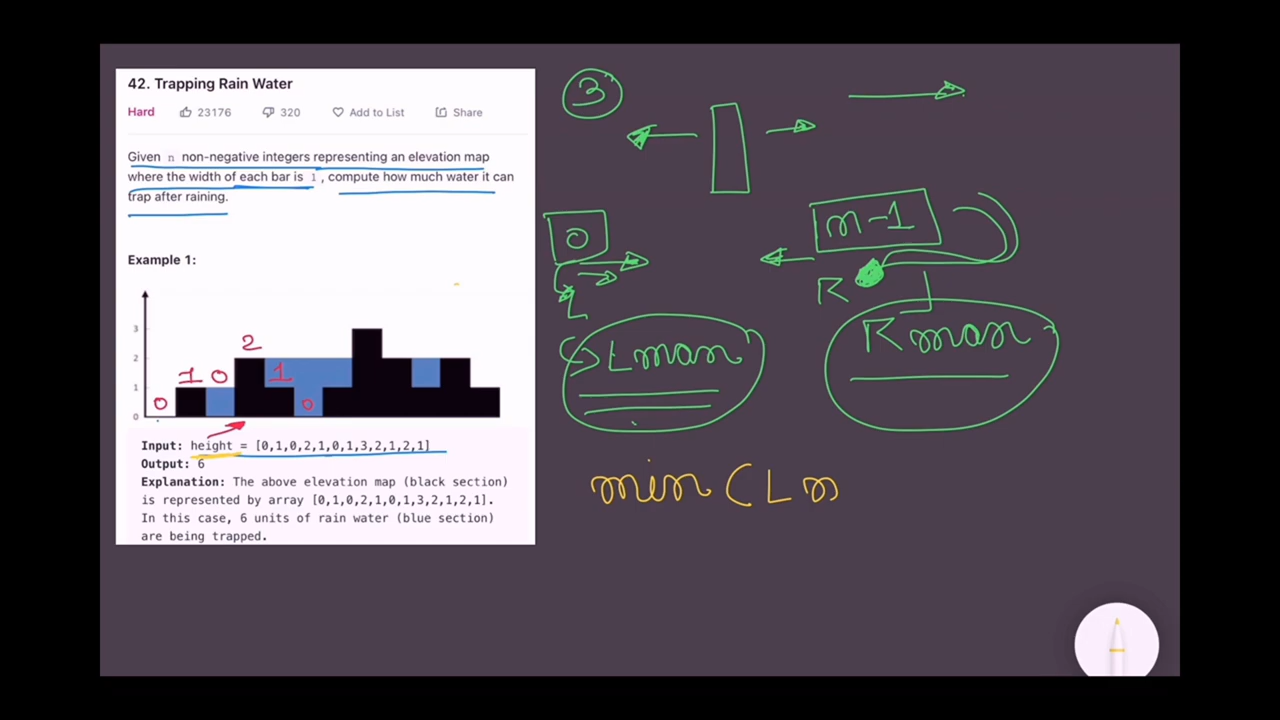 42. Trapping Rain Water
Hard 23176 320 Add to List Share
Given n non-negative integers representing an elevation map
where the width of each bar is 1 , compute how much water it can
trap after raining.
Example 1:
3
2
1
0
0
1
0
2
1
0
Input: height = [0,1,0,2,1,0,1,3,2,1,2,1]
Output: 6
Explanation: The above elevation map (black section)
is represented by array [0,1,0,2,1,0,1,3,2,1,2,1].
In this case, 6 units of rain water (blue section)
are being trapped.
3
0
n-1
L
R
Lmax
Rmax
min (L m